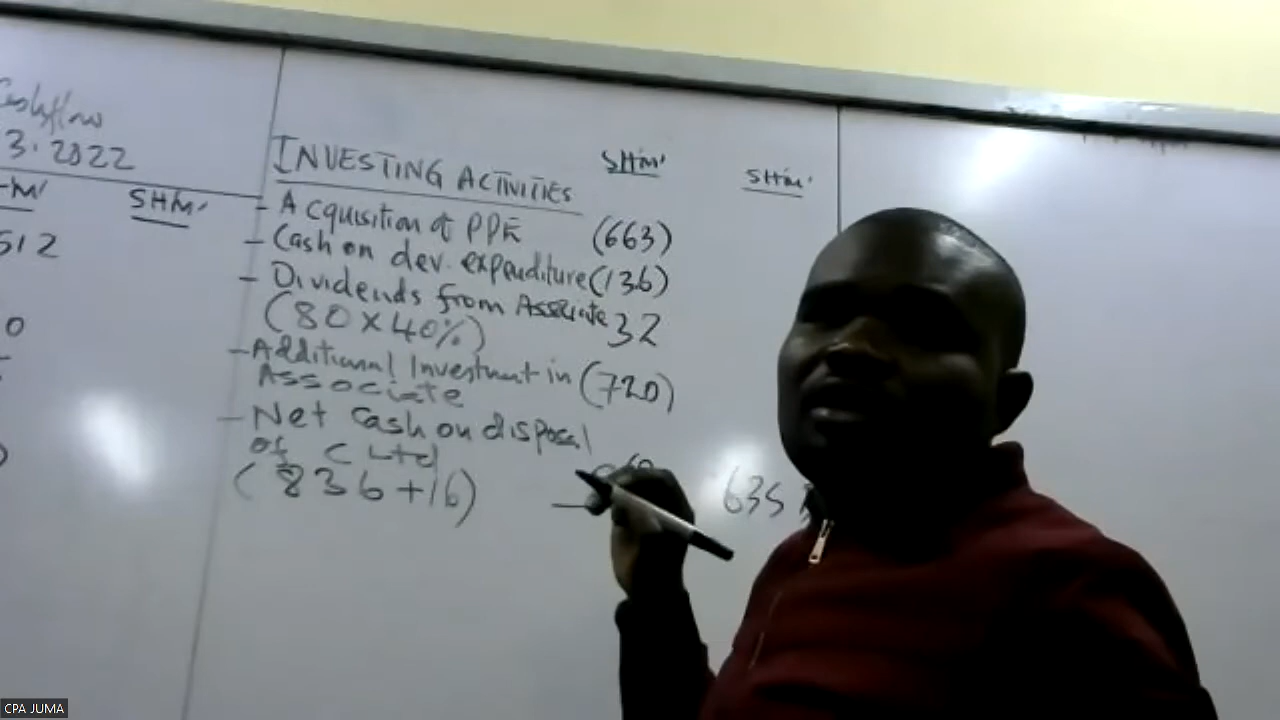 Cashflow
3.2022
SHM'
512
0
INVESTING ACTIVITIES SHM' SHM'
- Acquisition of PPE (663)
- Cash on dev. expenditure (136)
- Dividends from Associate 32
(80 x 40%)
- Additional Investment in (720)
Associate
- Net cash on disposal
of C Ltd
(836+16)
635
CPA JUMA